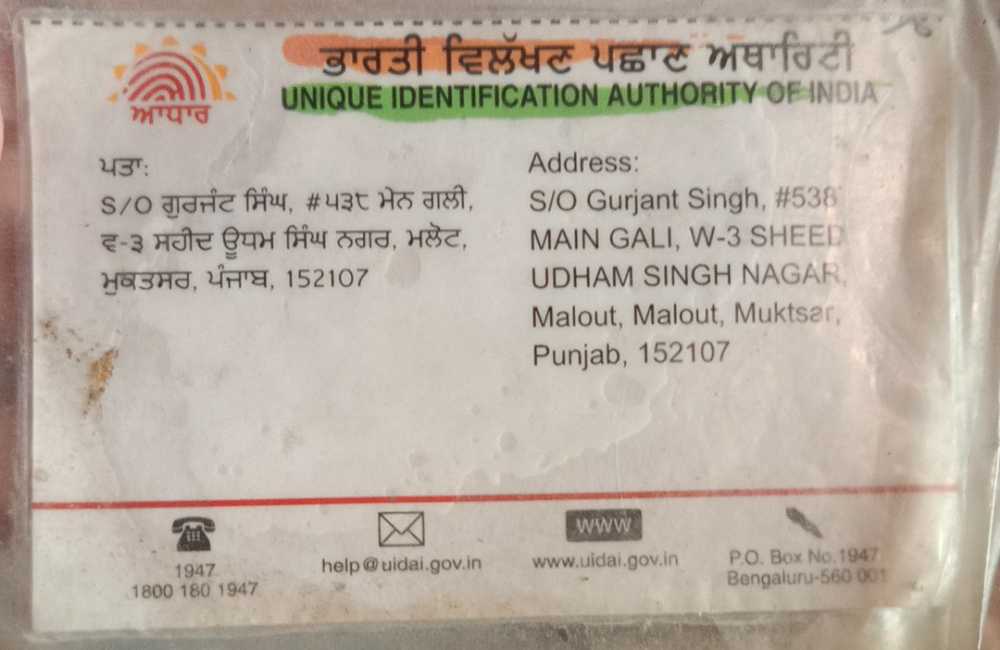 ਭਾਰਤੀ ਵਿਲੱਖਣ ਪਛਾਣ ਅਥਾਰਿਟੀ
UNIQUE IDENTIFICATION AUTHORITY OF INDIA
ਆਧਾਰ
ਪਤਾ:
S/O ਗੁਰਜੰਟ ਸਿੰਘ, #੫੩੮ ਮੇਨ ਗਲੀ,
ਵ-੩ ਸਹੀਦ ਊਧਮ ਸਿੰਘ ਨਗਰ, ਮਲੋਟ,
ਮੁਕਤਸਰ, ਪੰਜਾਬ, 152107
Address:
S/O Gurjant Singh, #538
MAIN GALI, W-3 SHEED
UDHAM SINGH NAGAR,
Malout, Malout, Muktsar,
Punjab, 152107
1947
1800 180 1947
help@uidai.gov.in
www
www.uidai.gov.in
P.O. Box No.1947,
Bengaluru-560 001